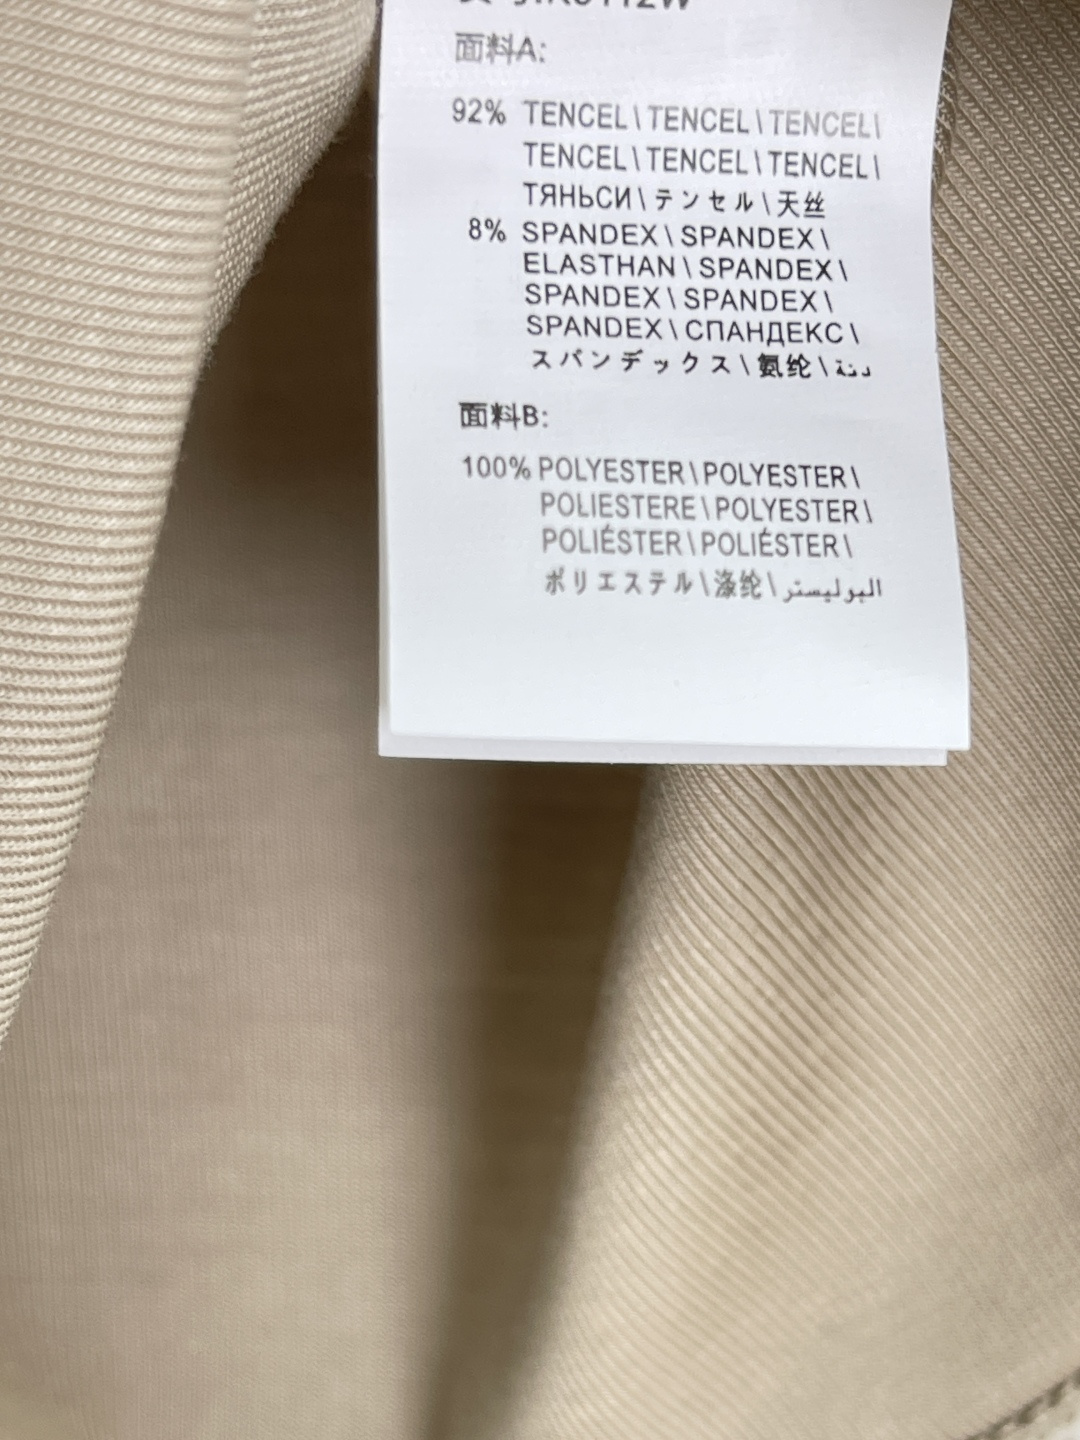 面料A:
92% TENCEL\TENCEL\TENCEL\
TENCEL\TENCEL\TENCEL\
ТЯНЬСИ\テンセル\天丝
8% SPANDEX\SPANDEX\
ELASTHAN\SPANDEX\
SPANDEX\SPANDEX\
SPANDEX\СПАНДЕКС\
スパンデックス\氨纶\
面料B:
100% POLYESTER\POLYESTER\
POLIESTERE\POLYESTER\
POLIÉSTER\POLIÉSTER\
ポリエステル\涤纶\البوليستر